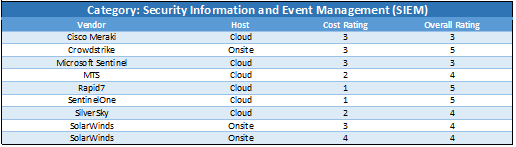 Category: Security Information and Event Management (SIEM)
Vendor Host Cost Rating Overall Rating
Cisco Meraki Cloud 3 3
Crowdstrike Onsite 3 5
Microsoft Sentinel Cloud 3 3
MTS Cloud 2 4
Rapid7 Cloud 1 5
SentinelOne Cloud 1 5
SilverSky Cloud 2 4
SolarWinds Onsite 3 4
SolarWinds Onsite 4 4